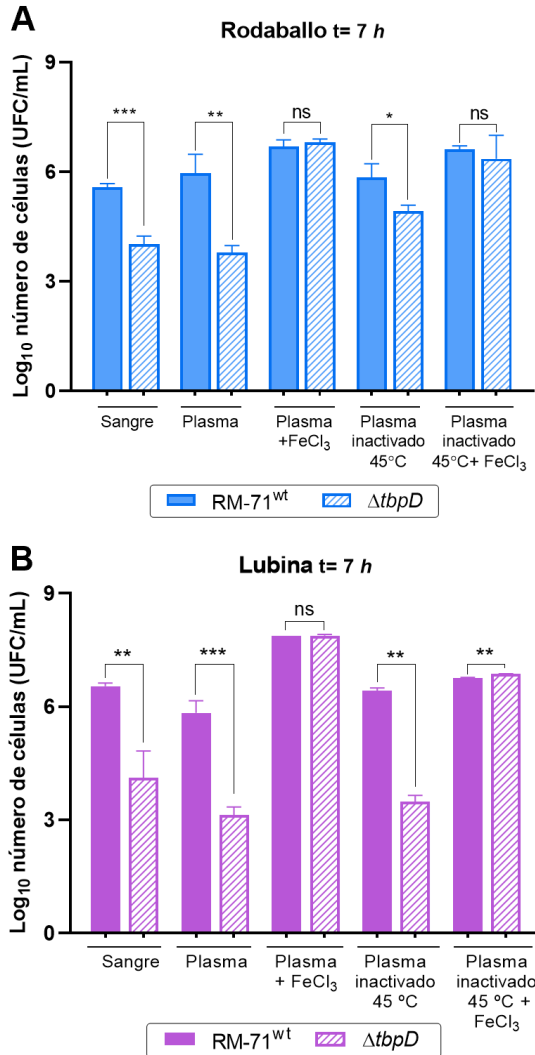 A
Rodaballo t= 7 h
Log₁₀ número de células (UFC/mL)
9
6
3
0
***
**
ns
*
ns
Sangre
Plasma
Plasma
+FeCl₃
Plasma
inactivado
45°C
Plasma
inactivado
45°C+ FeCl₃
RM-71ʷᵗ ΔtbpD
B
Lubina t= 7 h
Log₁₀ número de células (UFC/mL)
9
6
3
0
**
***
ns
**
**
Sangre
Plasma
Plasma
+ FeCl₃
Plasma
inactivado
45 ºC
Plasma
inactivado
45 ºC +
FeCl₃
RM-71ʷᵗ ΔtbpD